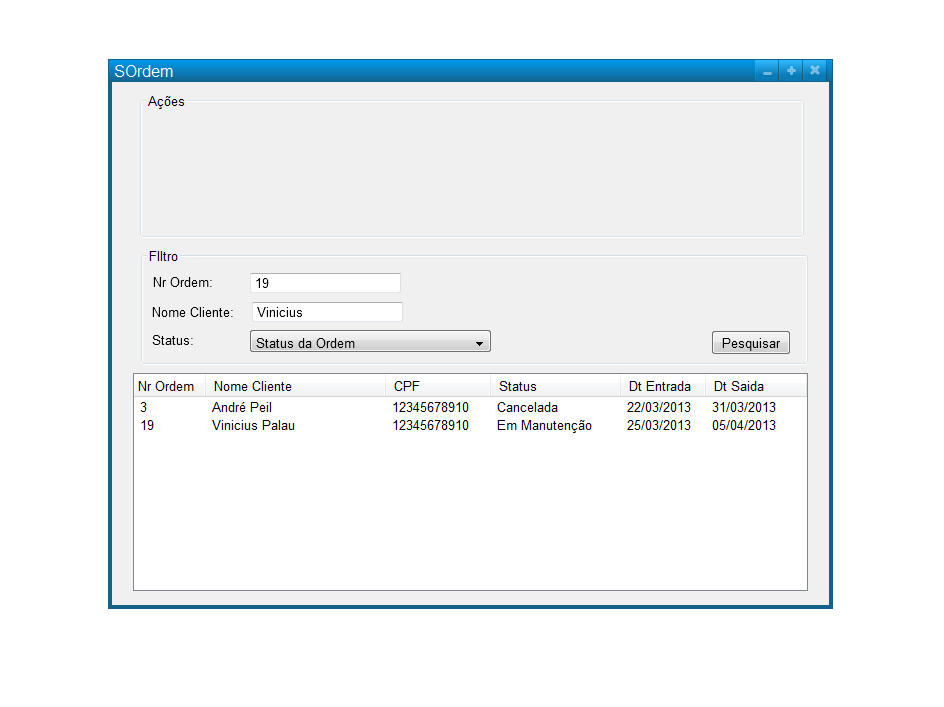 SOrdem
Ações
FIltro
Nr Ordem: 19
Nome Cliente: Vinicius
Status: Status da Ordem Pesquisar
Nr Ordem Nome Cliente CPF Status Dt Entrada Dt Saida
3 André Peil 12345678910 Cancelada 22/03/2013 31/03/2013
19 Vinicius Palau 12345678910 Em Manutenção 25/03/2013 05/04/2013